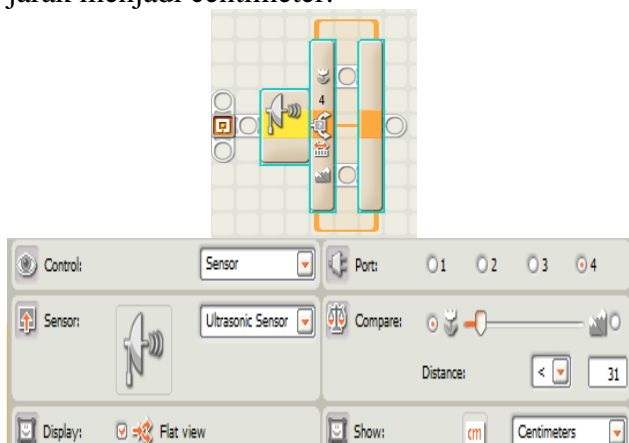 jarak menjadi centimeter.
4
Control: Sensor Port: 1 2 3 4
Sensor: Ultrasonic Sensor Compare:
Distance: < 31
Display: Flat view Show: cm Centimeters